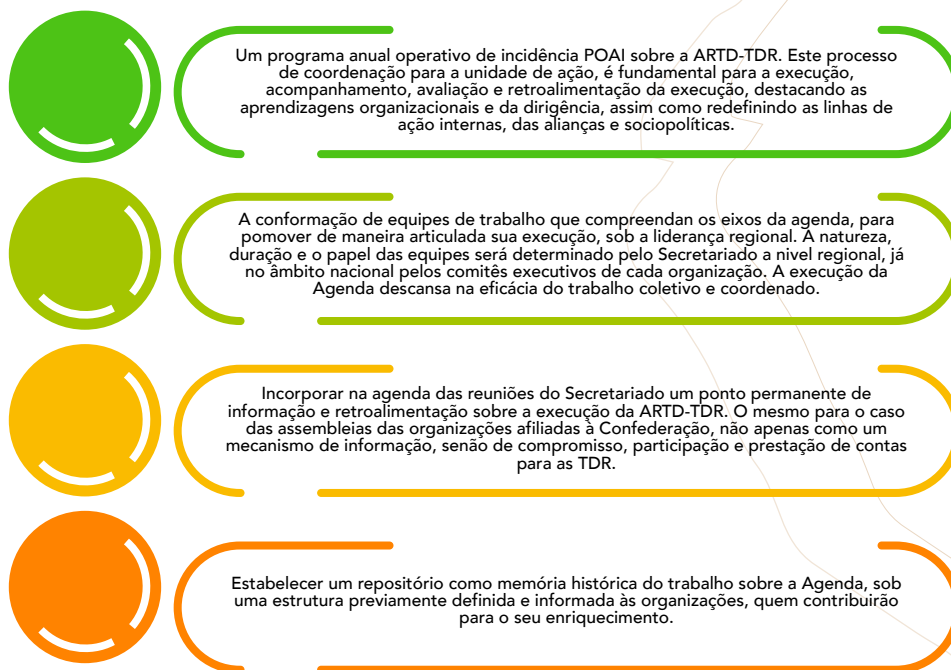 Um programa anual operativo de incidência POAI sobre a ARTD-TDR. Este processo
de coordenação para a unidade de ação, é fundamental para a execução,
acompanhamento, avaliação e retroalimentação da execução, destacando as
aprendizagens organizacionais e da dirigência, assim como redefinindo as linhas de
ação internas, das alianças e sociopolíticas.
A conformação de equipes de trabalho que compreendan os eixos da agenda, para
pomover de maneira articulada sua execução, sob a liderança regional. A natureza,
duração e o papel das equipes será determinado pelo Secretariado a nivel regional, já
no âmbito nacional pelos comitês executivos de cada organização. A execução da
Agenda descansa na eficácia do trabalho coletivo e coordenado.
Incorporar na agenda das reuniões do Secretariado um ponto permanente de
informação e retroalimentação sobre a execução da ARTD-TDR. O mesmo para o caso
das assembleias das organizações afiliadas à Confederação, não apenas como um
mecanismo de informação, senão de compromisso, participação e prestação de contas
para as TDR.
Estabelecer um repositório como memória histórica do trabalho sobre a Agenda, sob
uma estrutura previamente definida e informada às organizações, quem contribuirão
para o seu enriquecimento.